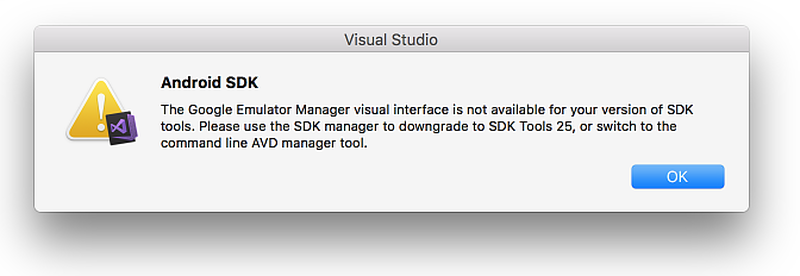 Visual Studio
Android SDK
The Google Emulator Manager visual interface is not available for your version of SDK
tools. Please use the SDK manager to downgrade to SDK Tools 25, or switch to the
command line AVD manager tool.
OK